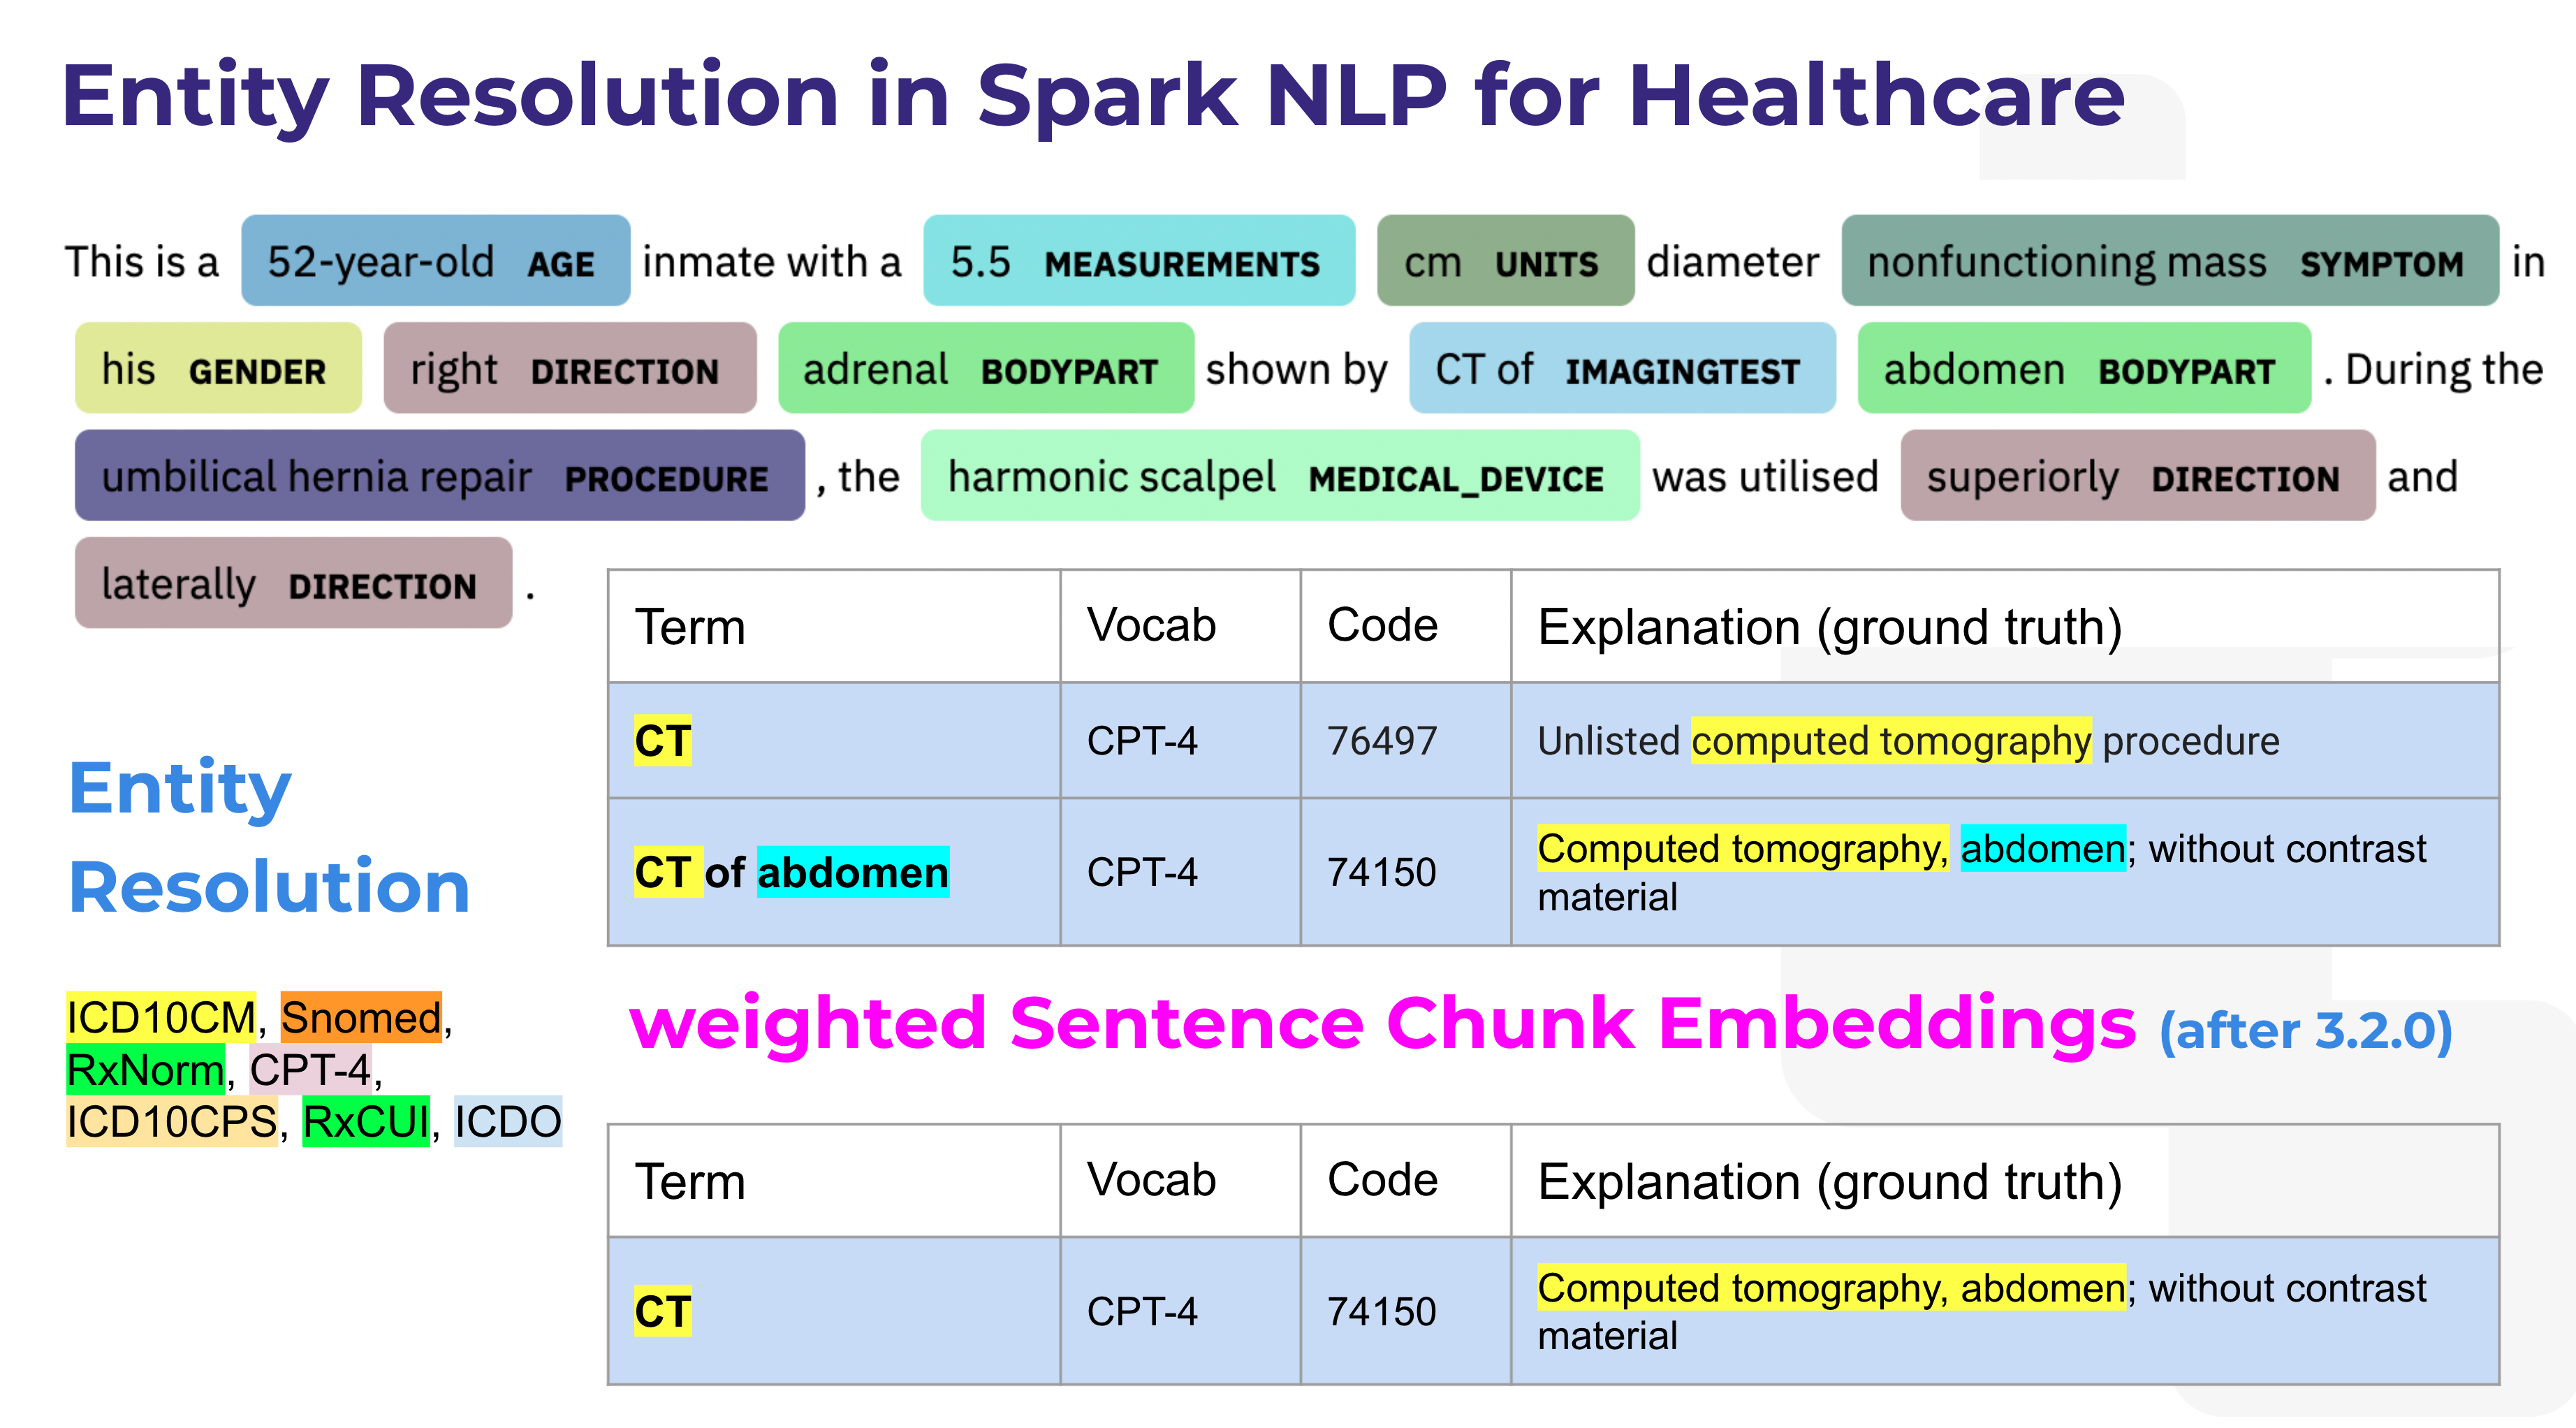 Entity Resolution in Spark NLP for Healthcare
This is a 52-year-old AGE inmate with a 5.5 MEASUREMENTS cm UNITS diameter nonfunctioning mass SYMPTOM in
his GENDER right DIRECTION adrenal BODYPART shown by CT of IMAGINGTEST abdomen BODYPART . During the
umbilical hernia repair PROCEDURE , the harmonic scalpel MEDICAL_DEVICE was utilised superiorly DIRECTION and
laterally DIRECTION .
Term Vocab Code Explanation (ground truth)
CT CPT-4 76497 Unlisted computed tomography procedure
CT of abdomen CPT-4 74150 Computed tomography, abdomen; without contrast
material
Entity
Resolution
ICD10CM, Snomed,
RxNorm, CPT-4,
ICD10CPS, RxCUI, ICDO
weighted Sentence Chunk Embeddings (after 3.2.0)
Term Vocab Code Explanation (ground truth)
CT CPT-4 74150 Computed tomography, abdomen; without contrast
material